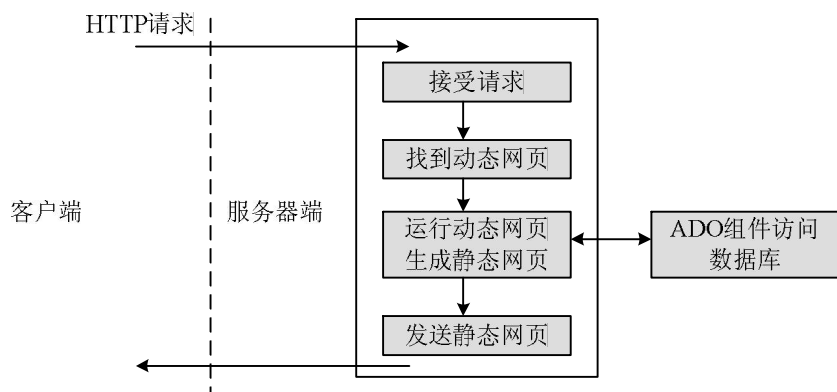 HTTP请求
接受请求
找到动态网页
客户端
服务器端
运行动态网页
生成静态网页
ADO组件访问
数据库
发送静态网页